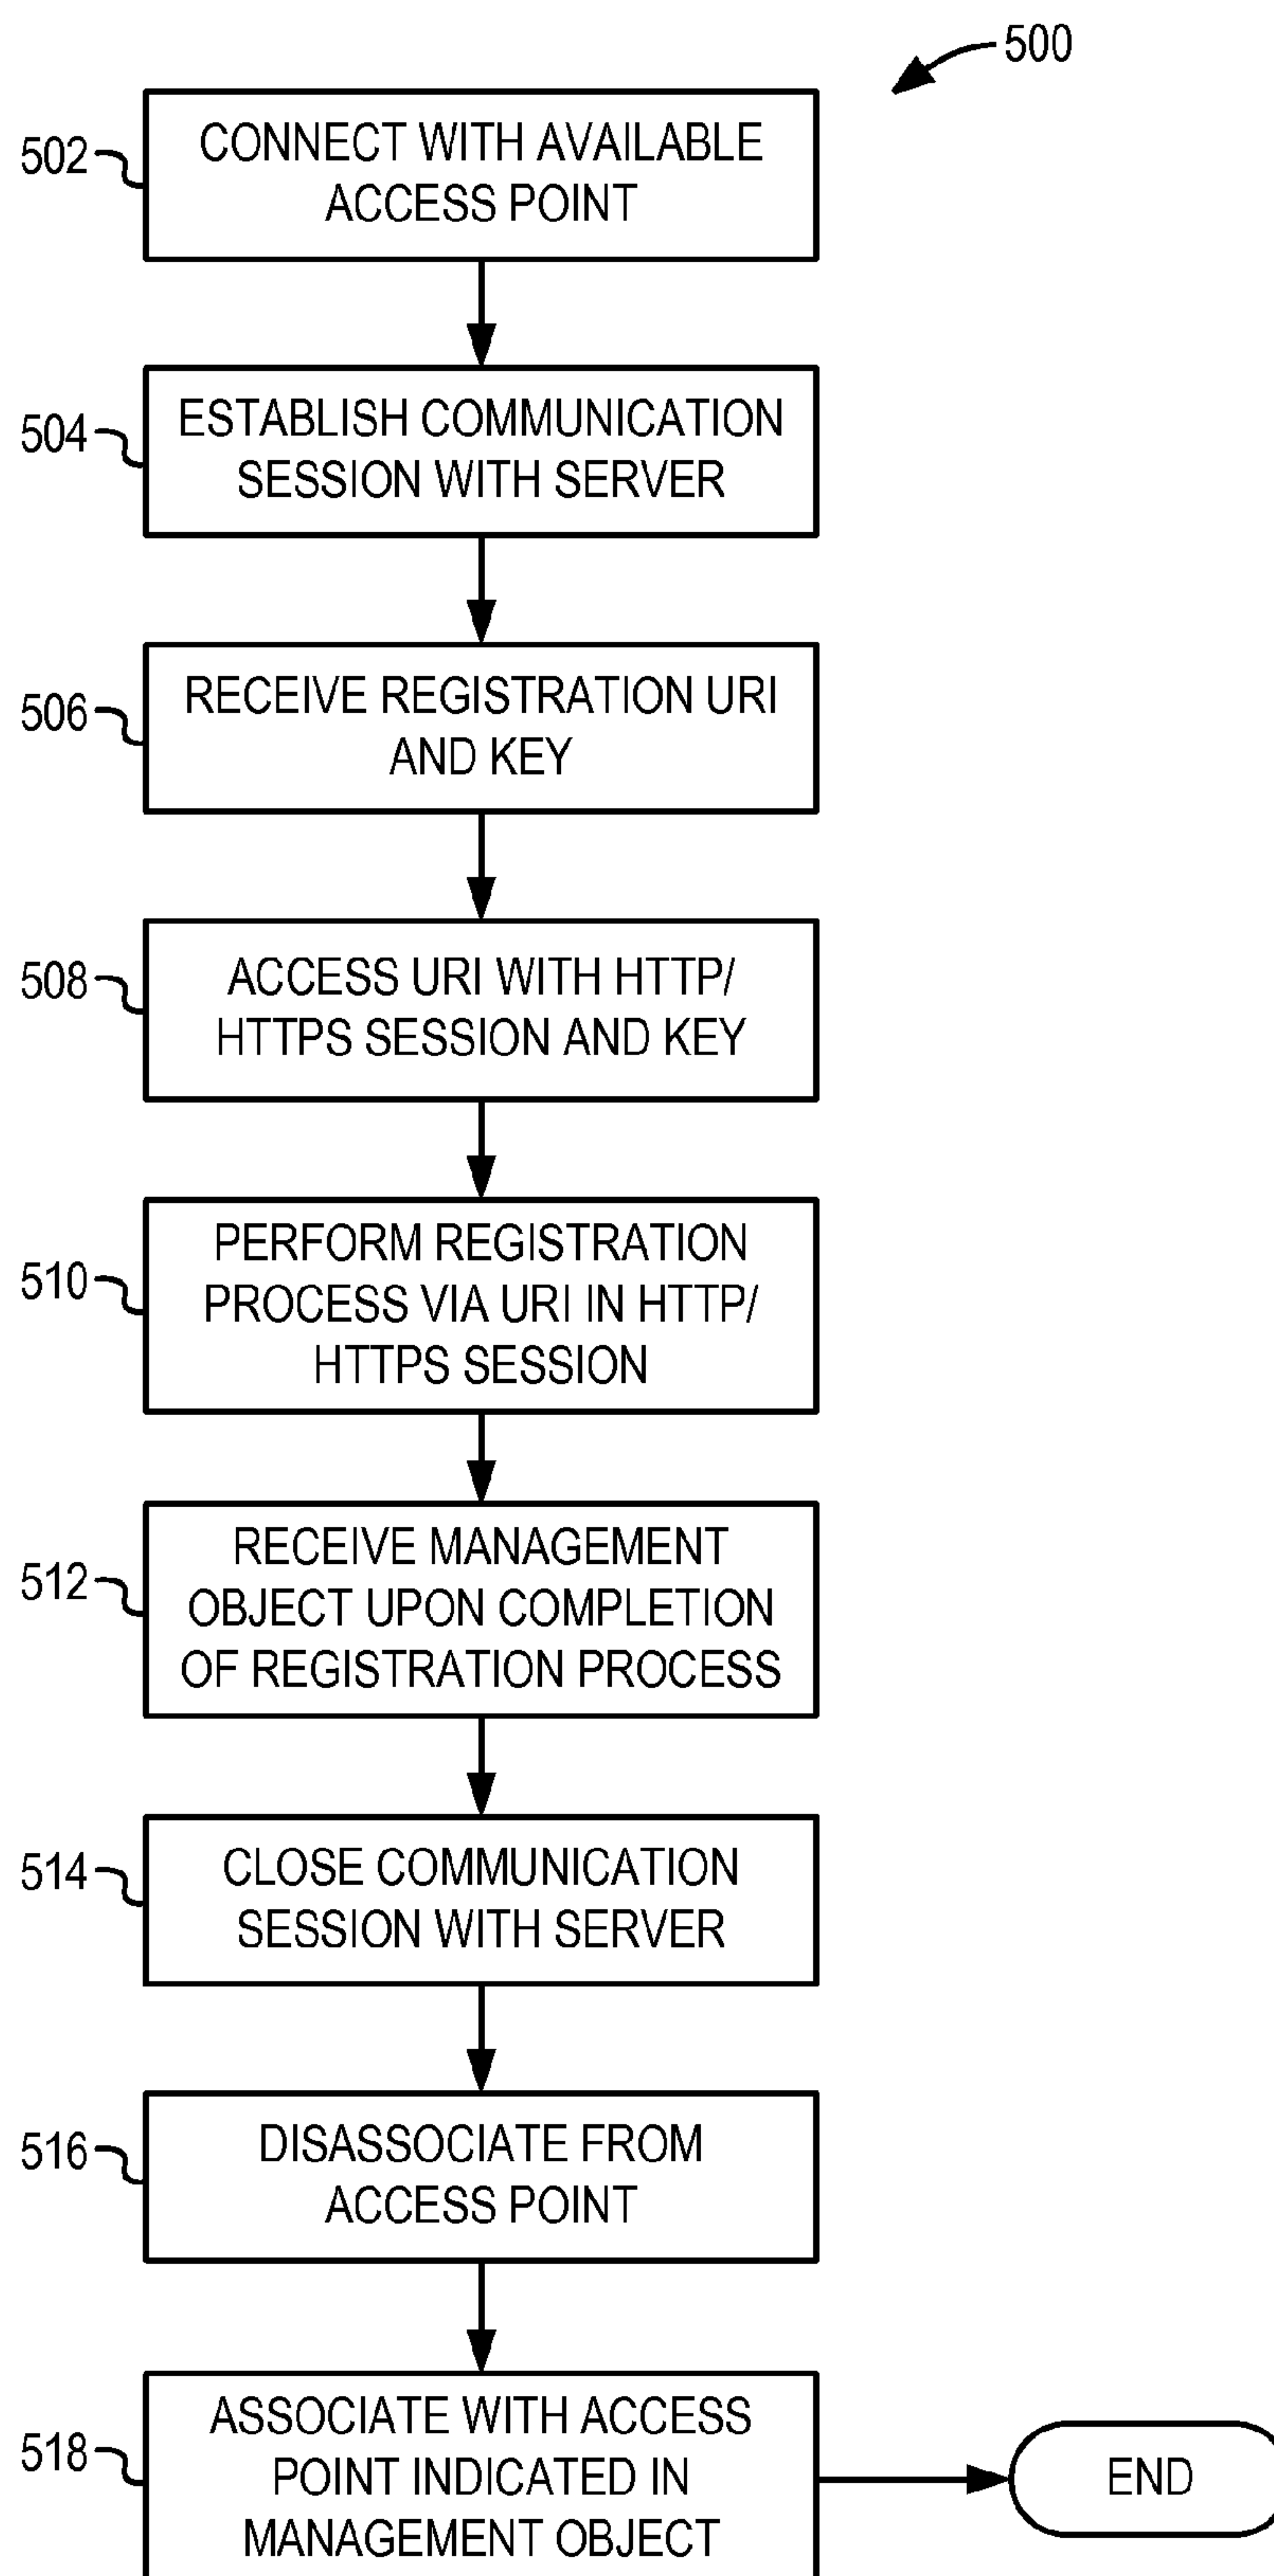 500
502
CONNECT WITH AVAILABLE
ACCESS POINT
504
ESTABLISH COMMUNICATION
SESSION WITH SERVER
506
RECEIVE REGISTRATION URI
AND KEY
508
ACCESS URI WITH HTTP/
HTTPS SESSION AND KEY
510
PERFORM REGISTRATION
PROCESS VIA URI IN HTTP/
HTTPS SESSION
512
RECEIVE MANAGEMENT
OBJECT UPON COMPLETION
OF REGISTRATION PROCESS
514
CLOSE COMMUNICATION
SESSION WITH SERVER
516
DISASSOCIATE FROM
ACCESS POINT
518
ASSOCIATE WITH ACCESS
POINT INDICATED IN
MANAGEMENT OBJECT
END